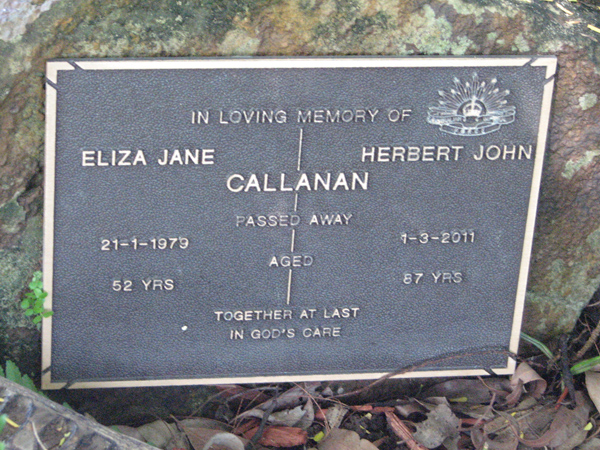 IN LOVING MEMORY OF
ELIZA JANE HERBERT JOHN
CALLANAN
PASSED AWAY
21-1-1979 1-3-2011
AGED
52 YRS 87 YRS
TOGETHER AT LAST
IN GOD'S CARE